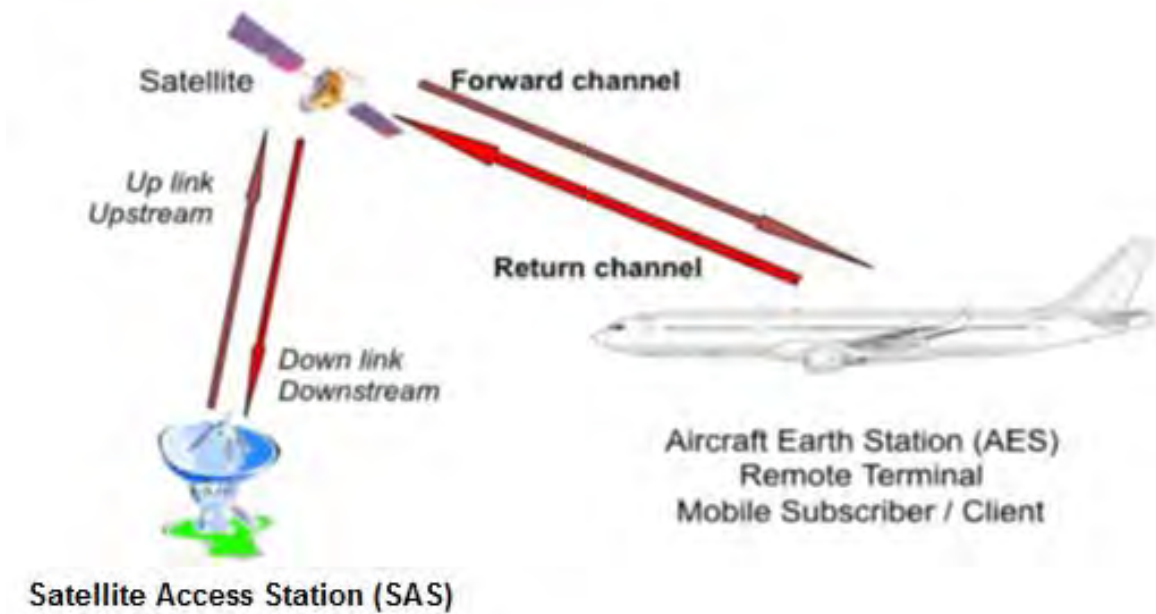 Satellite
Forward channel
Up link
Upstream
Return channel
Down link
Downstream
Aircraft Earth Station (AES)
Remote Terminal
Mobile Subscriber / Client
Satellite Access Station (SAS)